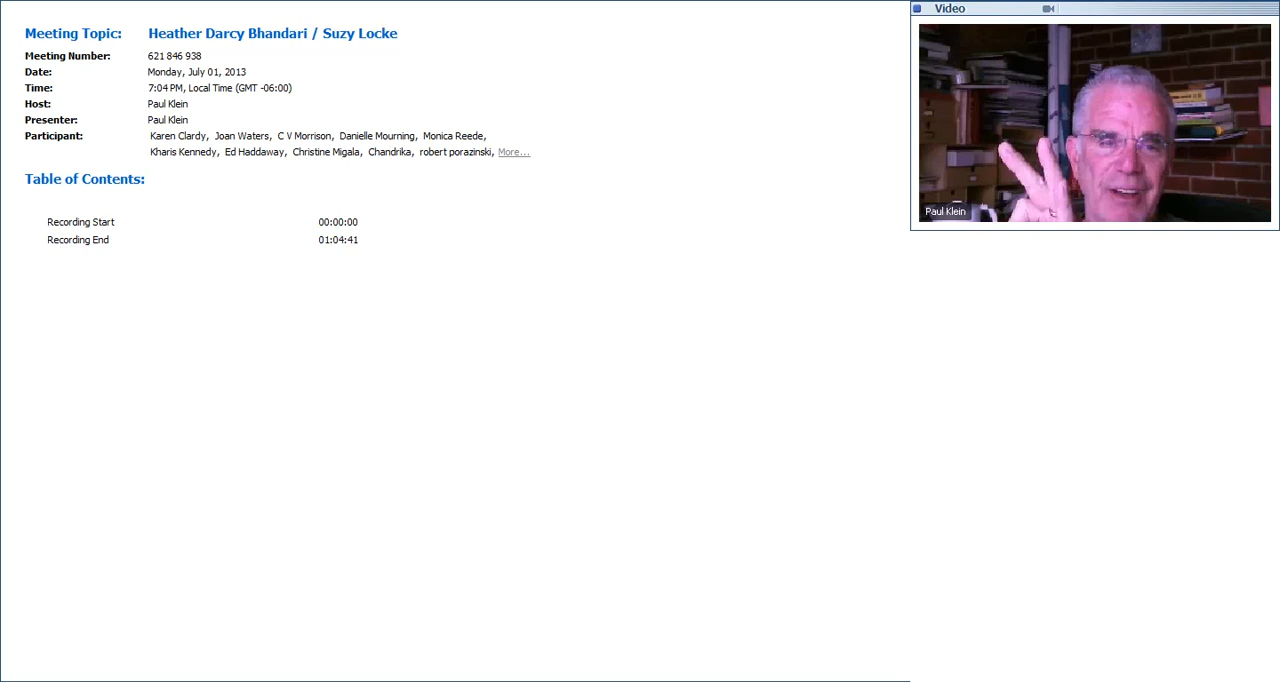 Meeting Topic: Heather Darcy Bhandari / Suzy Locke
Meeting Number: 621 846 938
Date: Monday, July 01, 2013
Time: 7:04 PM, Local Time (GMT -06:00)
Host: Paul Klein
Presenter: Paul Klein
Participant: Karen Clardy, Joan Waters, C V Morrison, Danielle Mourning, Monica Reede,
Kharis Kennedy, Ed Haddaway, Christine Migala, Chandrika, robert porazinski, More...
Table of Contents:
Recording Start 00:00:00
Recording End 01:04:41
Video
Paul Klein